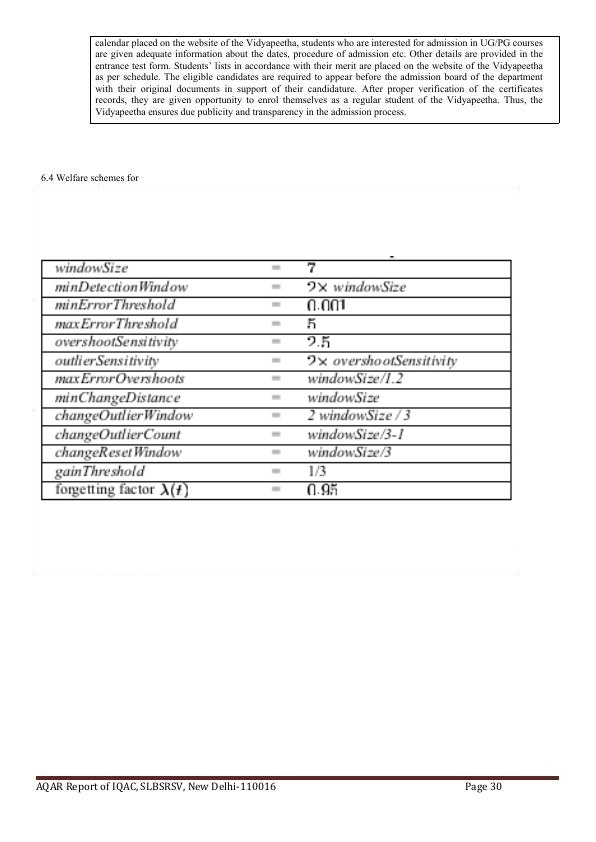 calendar placed on the website of the Vidyapeetha, students who are interested for admission in UG/PG courses
are given adequate information about the dates, procedure of admission etc. Other details are provided in the
entrance test form. Students' lists in accordance with their merit are placed on the website of the Vidyapeetha
as per schedule. The eligible candidates are required to appear before the admission board of the department
with their original documents in support of their candidature. After proper verification of the certificates
records, they are given opportunity to enrol themselves as a regular student of the Vidyapeetha. Thus, the
Vidyapeetha ensures due publicity and transparency in the admission process.
6.4 Welfare schemes for
windowSize = 7
minDetectionWindow = 2× windowSize
minErrorThreshold = 0.001
maxErrorThreshold = 5
overshootSensitivity = 2.5
outlierSensitivity = 2× overshootSensitivity
maxErrorOvershoots = windowSize/1.2
minChangeDistance = windowSize
changeOutlierWindow = 2 windowSize / 3
changeOutlierCount = windowSize/3-1
changeResetWindow = windowSize/3
gainThreshold = 1/3
forgetting factor λ(t) = 0.95
AQAR Report of IQAC, SLBSRSV, New Delhi-110016 Page 30